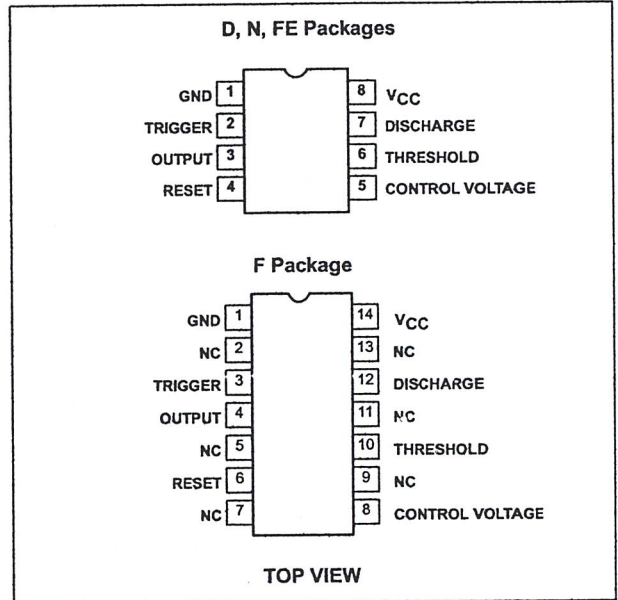 D, N, FE Packages
GND 1 8 VCC
TRIGGER 2 7 DISCHARGE
OUTPUT 3 6 THRESHOLD
RESET 4 5 CONTROL VOLTAGE
F Package
GND 1 14 VCC
NC 2 13 NC
TRIGGER 3 12 DISCHARGE
OUTPUT 4 11 NC
NC 5 10 THRESHOLD
RESET 6 9 NC
NC 7 8 CONTROL VOLTAGE
TOP VIEW